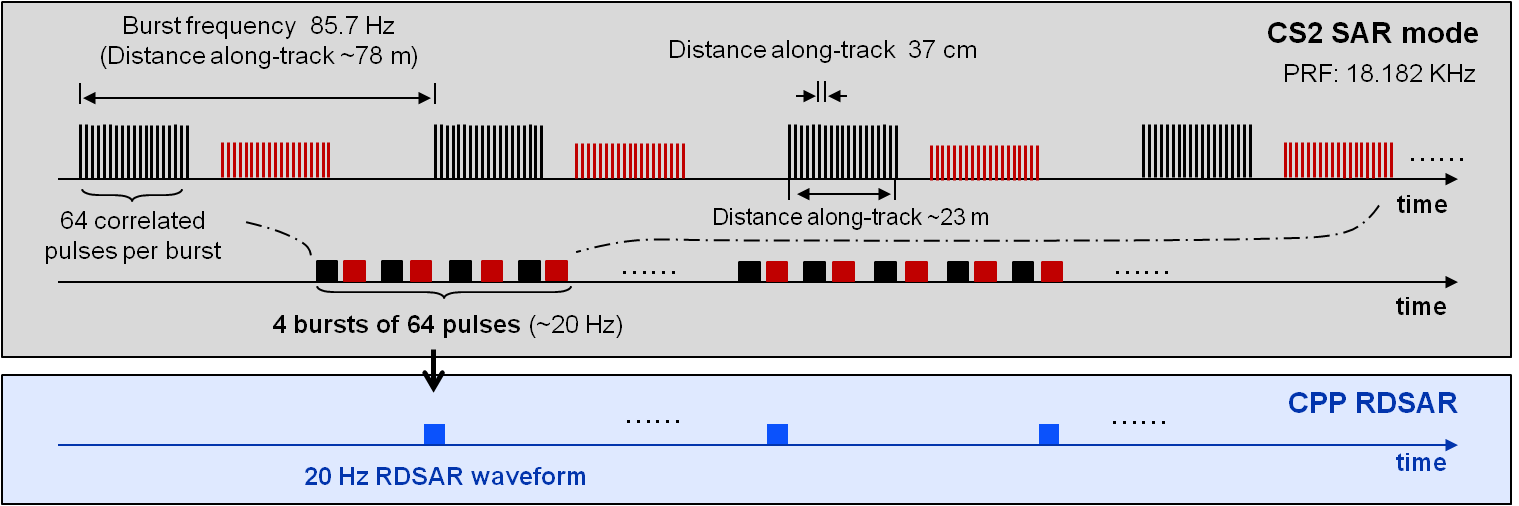 Burst frequency 85.7 Hz
(Distance along-track ~78 m)
Distance along-track 37 cm
CS2 SAR mode
PRF: 18.182 KHz
......
time
64 correlated
pulses per burst
Distance along-track ~23 m
......
......
time
4 bursts of 64 pulses (~20 Hz)
CPP RDSAR
......
......
time
20 Hz RDSAR waveform